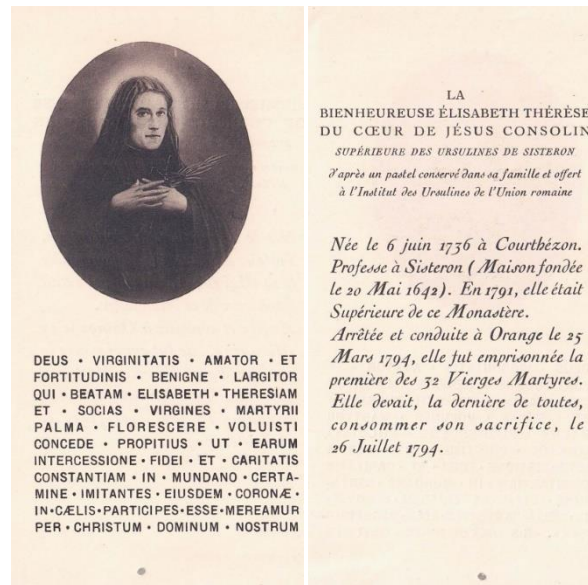 DEUS • VIRGINITATIS • AMATOR • ET
FORTITUDINIS • BENIGNE • LARGITOR
QUI • BEATAM • ELISABETH • THERESIAM
ET • SOCIAS • VIRGINES • MARTYRII
PALMA • FLORESCERE • VOLUISTI
CONCEDE • PROPITIUS • UT • EARUM
INTERCESSIONE • FIDEI • ET • CARITATIS
CONSTANTIAM • IN • MUNDANO • CERTA-
MINE • IMITANTES • EIUSDEM • CORONÆ •
IN•CÆLIS•PARTICIPES•ESSE•MEREAMUR
PER • CHRISTUM • DOMINUM • NOSTRUM
LA
BIENHEUREUSE ÉLISABETH THÉRÈSE
DU CŒUR DE JÉSUS CONSOLIN
SUPÉRIEURE DES URSULINES DE SISTERON
d'après un pastel conservé dans sa famille et offert
à l'Institut des Ursulines de l'Union romaine
Née le 6 juin 1736 à Courthézon.
Professe à Sisteron (Maison fondée
le 20 Mai 1642). En 1791, elle était
Supérieure de ce Monastère.
Arrêtée et conduite à Orange le 25
Mars 1794, elle fut emprisonnée la
première des 32 Vierges Martyres.
Elle devait, la dernière de toutes,
consommer son sacrifice, le
26 Juillet 1794.